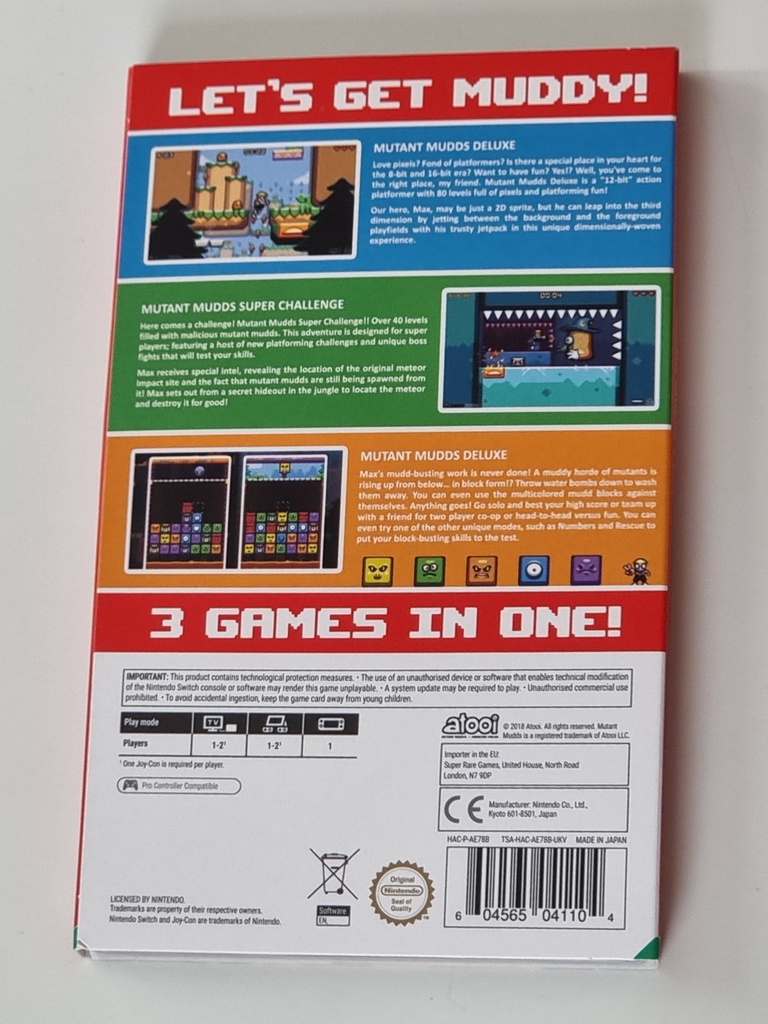 LET'S GET MUDDY!
MUTANT MUDDS DELUXE
Love pixels? Fond of platformers? Is there a special place in your heart for
the 8-bit and 16-bit era? Want to have fun? Yes!? Well, you've come to
the right place, my friend. Mutant Mudds Deluxe is a "12-bit" action
platformer with 80 levels full of pixels and platforming fun!
Our hero, Max, may be just a 2D sprite, but he can leap into the third
dimension by jetting between the background and the foreground
playfields with his trusty jetpack in this unique dimensionally-woven
experience.
MUTANT MUDDS SUPER CHALLENGE
Here comes a challenge! Mutant Mudds Super Challenge!! Over 40 levels
filled with malicious mutant mudds. This adventure is designed for super
players; featuring a host of new platforming challenges and unique boss
fights that will test your skills.
Max receives special intel, revealing the location of the original meteor
impact site and the fact that mutant mudds are still being spawned from
it! Max sets out from a secret hideout in the jungle to locate the meteor
and destroy it for good!
MUTANT MUDDS DELUXE
Max's mudd-busting work is never done! A muddy horde of mutants is
rising up from below... in block form!? Throw water bombs down to wash
them away. You can even use the multicolored mudd blocks against
themselves. Anything goes! Go solo and best your high score or team up
with a friend for two player co-op or head-to-head versus fun. You can
even try one of the other unique modes, such as Numbers and Rescue to
put your block-busting skills to the test.
3 GAMES IN ONE!
IMPORTANT: This product contains technological protection measures. • The use of an unauthorised device or software that enables technical modification
of the Nintendo Switch console or software may render this game unplayable. • A system update may be required to play. • Unauthorised commercial use
prohibited. • To avoid accidental ingestion, keep the game card away from young children.
Play mode TV
Players 1-2¹ 1-2¹ 1
¹ One Joy-Con is required per player.
Pro Controller Compatible
atooi
© 2018 Atooi. All rights reserved. Mutant
Mudds is a registered trademark of Atooi LLC.
Importer in the EU:
Super Rare Games, United House, North Road
London, N7 9DP
CE
Manufacturer: Nintendo Co., Ltd.,
Kyoto 601-8501, Japan
HAC-P-AE78B TSA-HAC-AE78B-UKV MADE IN JAPAN
6 04565 04110 4
LICENSED BY NINTENDO.
Trademarks are property of their respective owners.
Nintendo Switch and Joy-Con are trademarks of Nintendo.
Software
EN
Original
Nintendo
Seal of
Quality